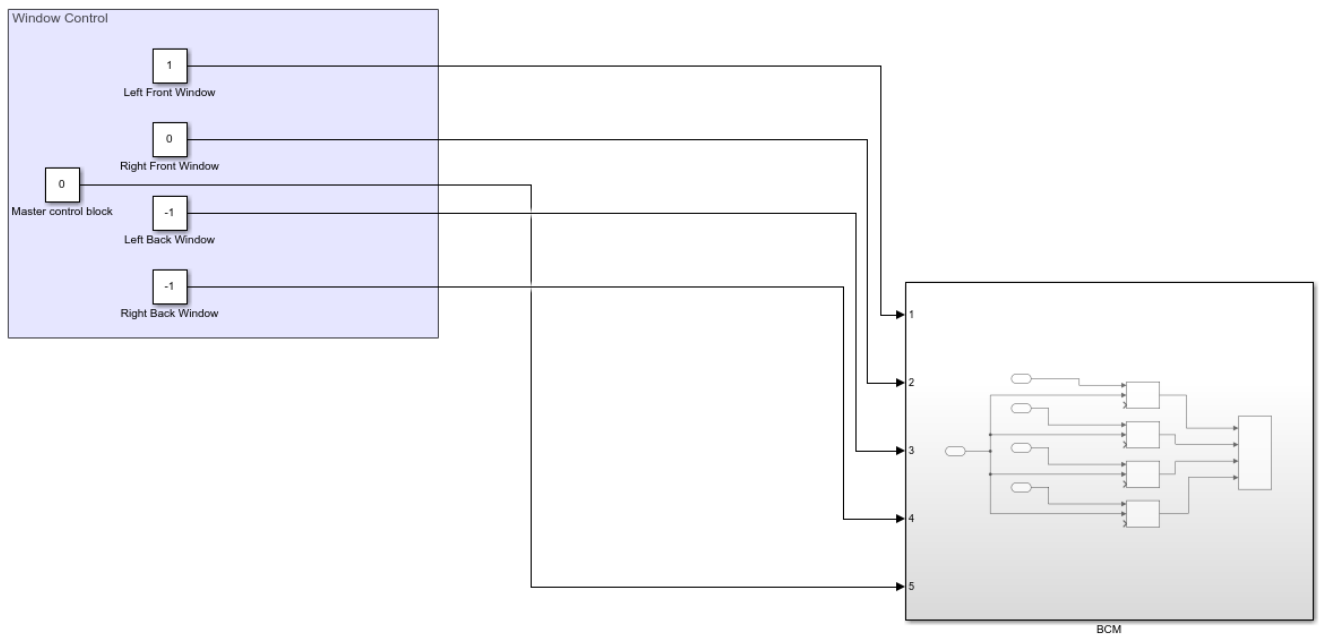 Window Control
1
Left Front Window
0
Right Front Window
0
Master control block
-1
Left Back Window
-1
Right Back Window
1
2
3
4
5
BCM